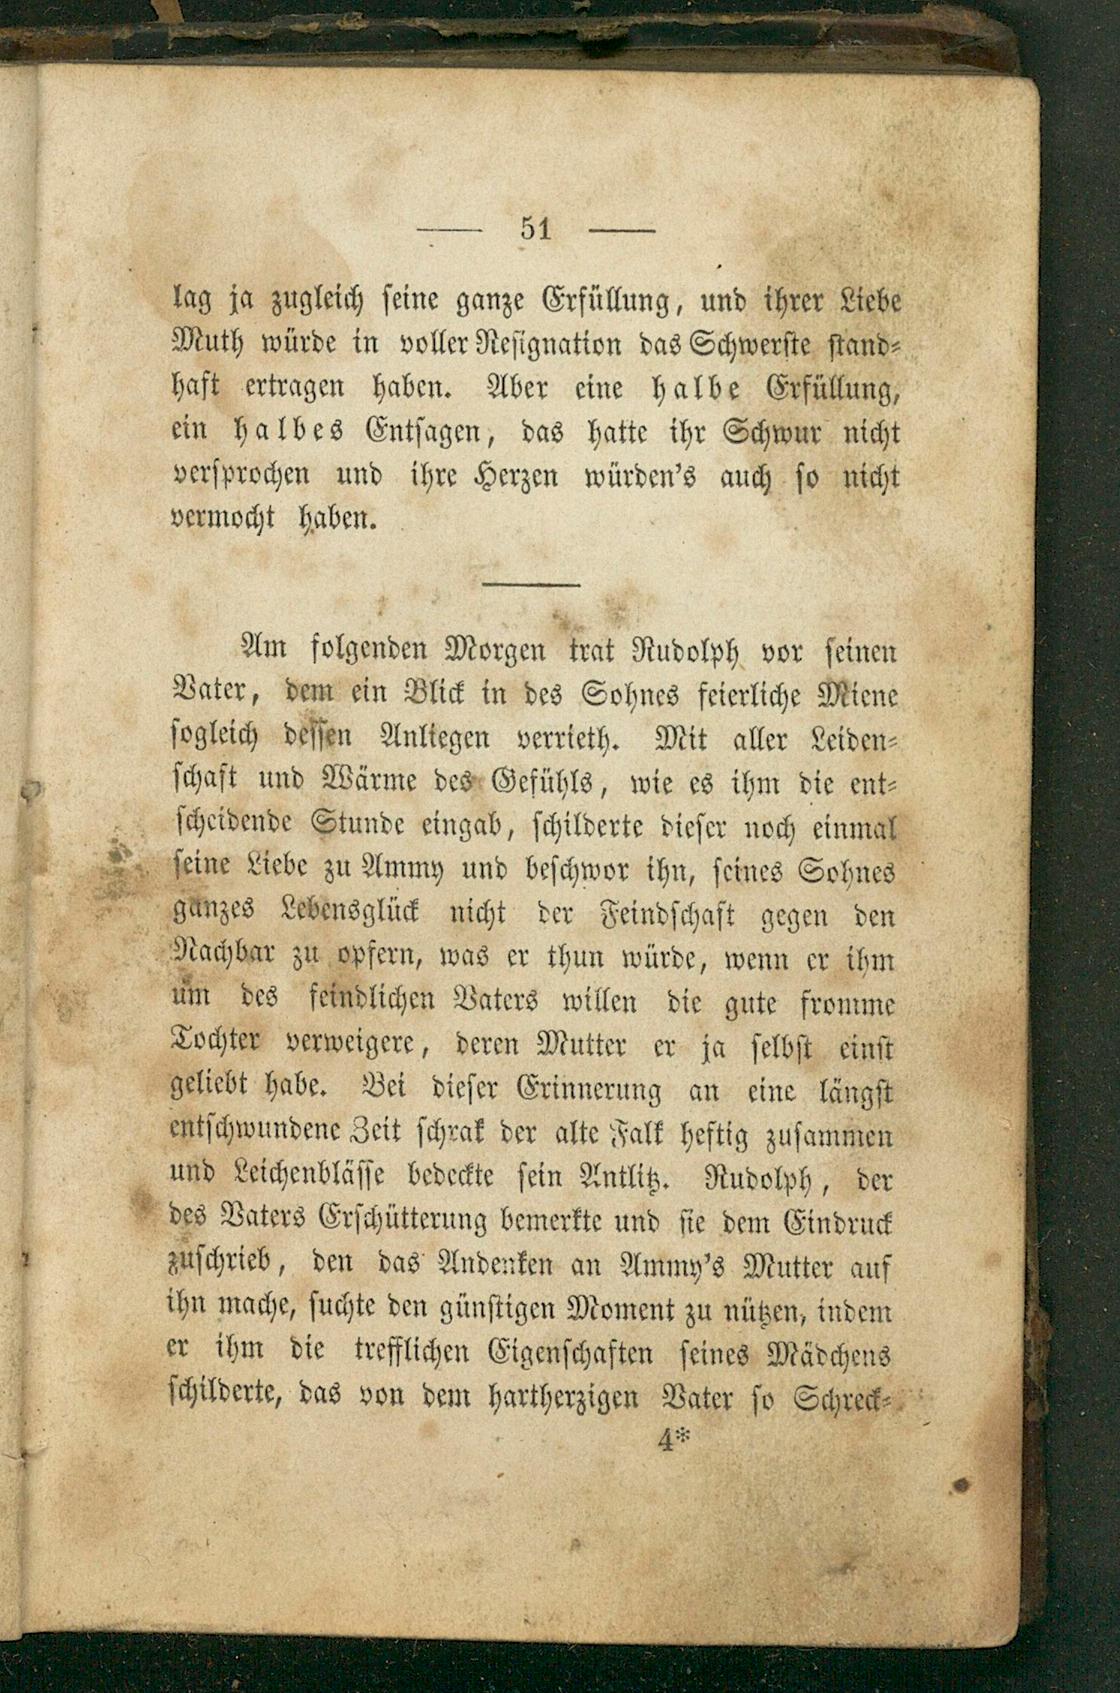 — 51 —
lag ja zugleich seine ganze Erfüllung, und ihrer Liebe
Muth würde in voller Resignation das Schwerste stand-
haft ertragen haben. Aber eine halbe Erfüllung,
ein halbes Entsagen, das hatte ihr Schwur nicht
versprochen und ihre Herzen würden's auch so nicht
vermocht haben.
Am folgenden Morgen trat Rudolph vor seinen
Vater, dem ein Blick in des Sohnes feierliche Miene
sogleich dessen Anliegen verrieth. Mit aller Leiden-
schaft und Wärme des Gefühls, wie es ihm die ent-
scheidende Stunde eingab, schilderte dieser noch einmal
seine Liebe zu Ammy und beschwor ihn, seines Sohnes
ganzes Lebensglück nicht der Feindschaft gegen den
Nachbar zu opfern, was er thun würde, wenn er ihm
um des feindlichen Vaters willen die gute fromme
Tochter verweigere, deren Mutter er ja selbst einst
geliebt habe. Bei dieser Erinnerung an eine längst
entschwundene Zeit schrak der alte Falk heftig zusammen
und Leichenblässe bedeckte sein Antlitz. Rudolph, der
des Vaters Erschütterung bemerkte und sie dem Eindruck
zuschrieb, den das Andenken an Ammy's Mutter auf
ihn mache, suchte den günstigen Moment zu nützen, indem
er ihm die trefflichen Eigenschaften seines Mädchens
schilderte, das von dem hartherzigen Vater so Schreck-
4*